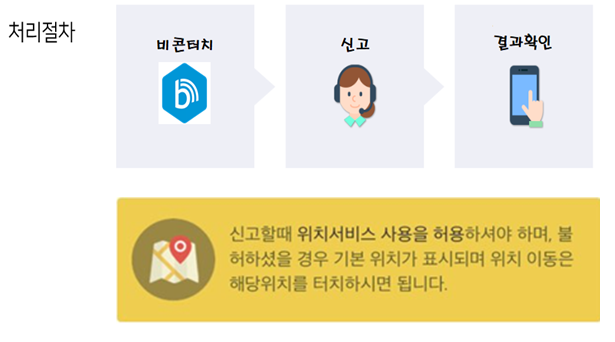 처리절차
비콘터치
신고
결과확인
신고할때 위치서비스 사용을 허용하셔야 하며, 불
허하셨을 경우 기본 위치가 표시되며 위치 이동은
해당위치를 터치하시면 됩니다.